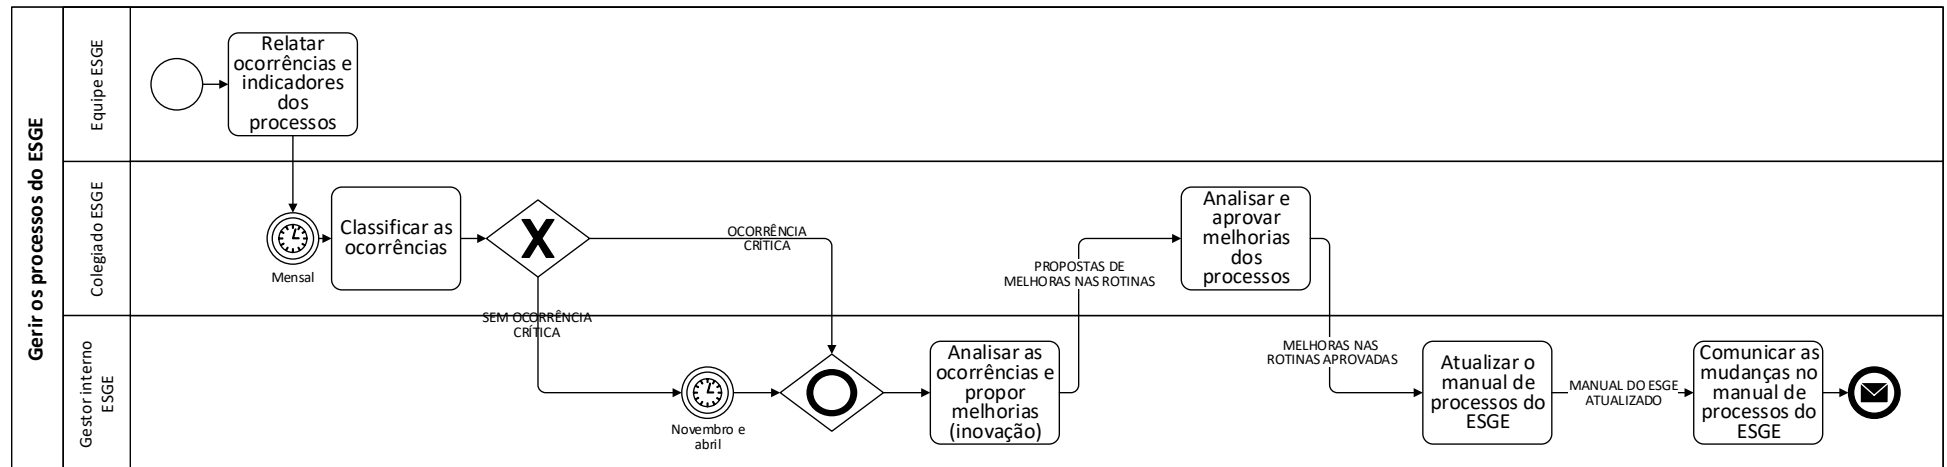 Gerir os processos do ESGE
Equipe ESGE
Relatar
ocorrências e
indicadores
dos
processos
Colegiado ESGE
Mensal
Classificar as
ocorrências
X
OCORRÊNCIA
CRÍTICA
SEM OCORRÊNCIA
CRÍTICA
PROPOSTAS DE
MELHORAS NAS ROTINAS
Analisar e
aprovar
melhorias
dos
processos
Gestor interno
ESGE
Novembro e
abril
Analisar as
ocorrências e
propor
melhorias
(inovação)
MELHORAS NAS
ROTINAS APROVADAS
Atualizar o
manual de
processos do
ESGE
MANUAL DO ESGE
ATUALIZADO
Comunicar as
mudanças no
manual de
processos do
ESGE